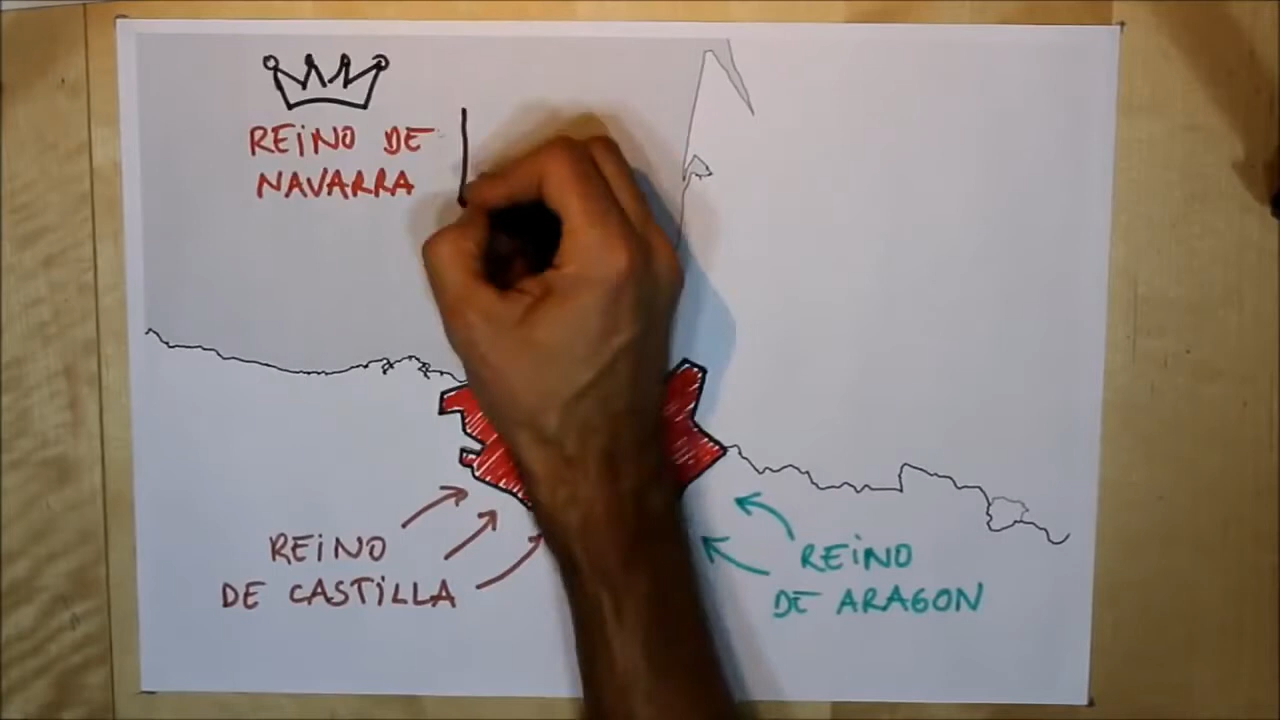 REiNO DE
NAVARRA
REiNO
DE CASTiLLA
REiNO
DE ARAGON